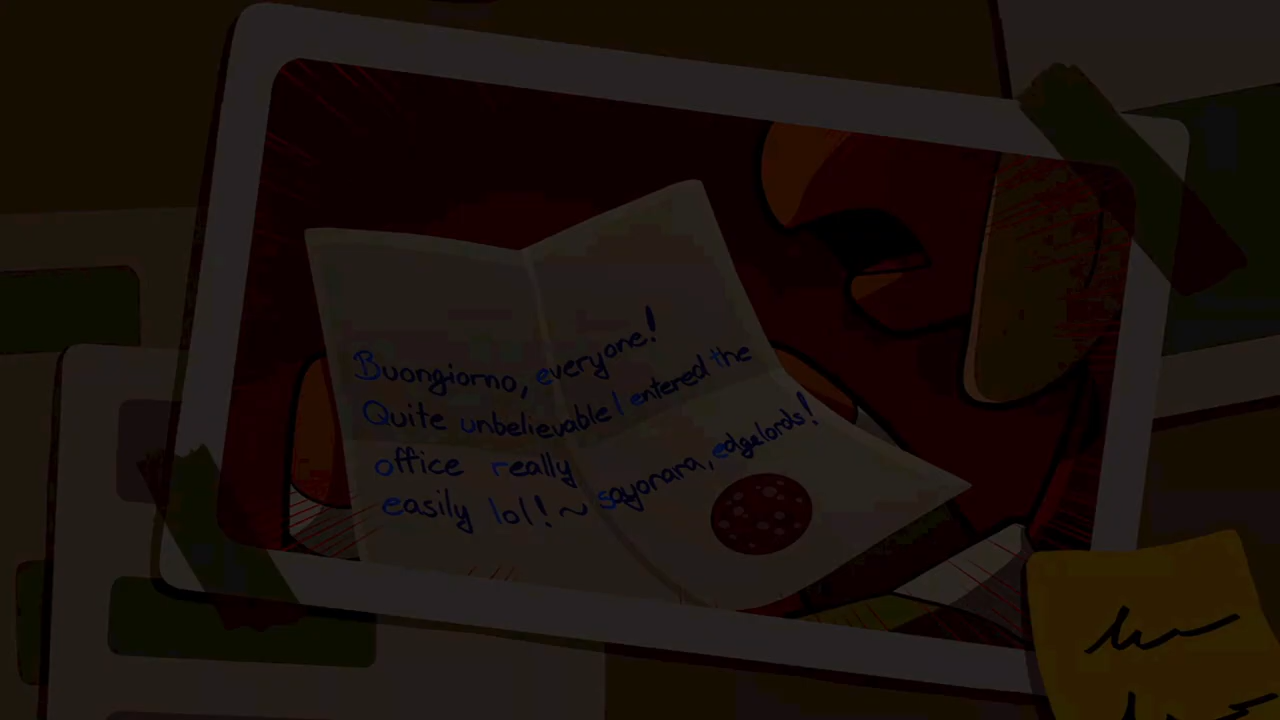 Buongiorno, everyone!
Quite unbelievable I entered the
office really
easily lol! ~ sayonara, edgelords!